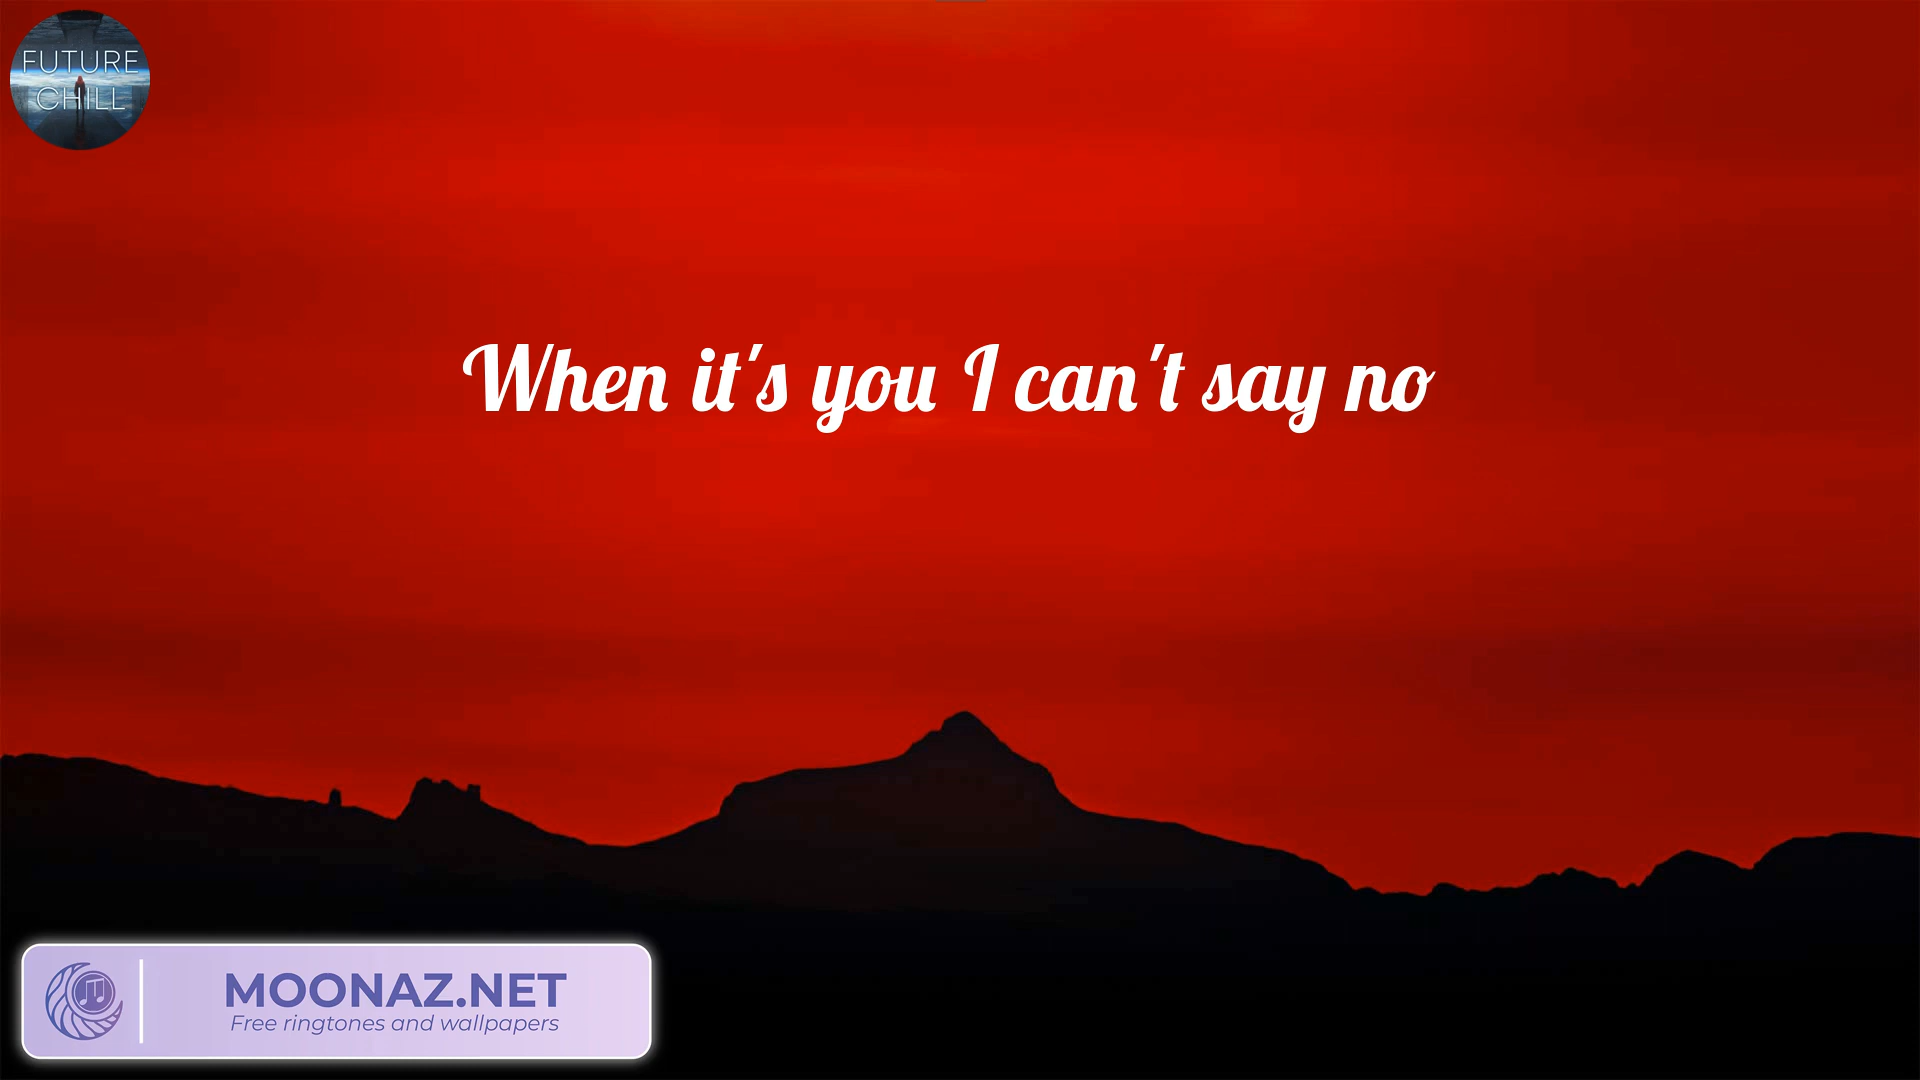 FUTURE
CHILL
When it's you I can't say no
MOONAZ.NET
Free ringtones and wallpapers